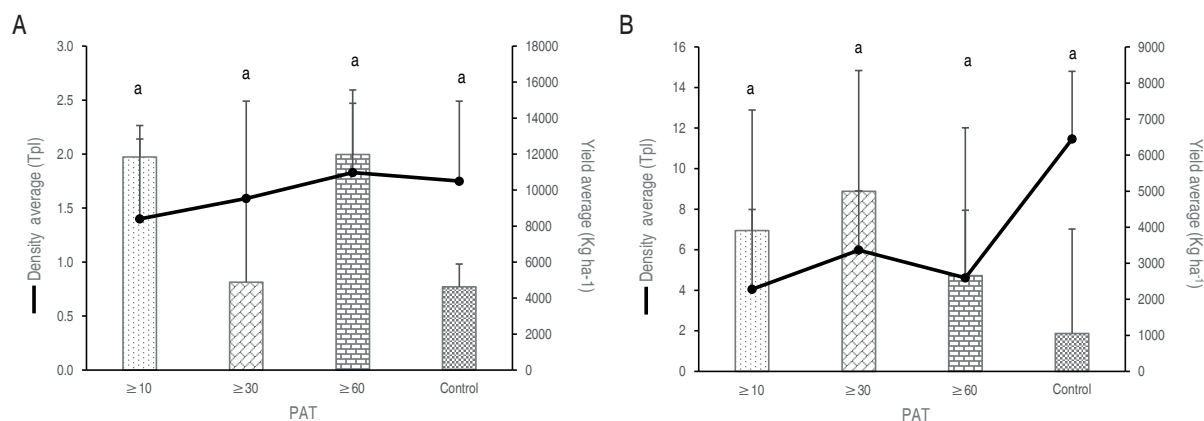 A
3.0
2.5
2.0
1.5
1.0
0.5
0.0
Density average (Tpl)
a
a
a
a
18000
16000
14000
12000
10000
8000
6000
4000
2000
0
Yield average (Kg ha-1)
≥10
≥30
≥60
Control
PAT
B
16
14
12
10
8
6
4
2
0
Density average (Tpl)
a
a
a
a
9000
8000
7000
6000
5000
4000
3000
2000
1000
0
Yield average (Kg ha⁻¹)
≥10
≥30
≥60
Control
PAT